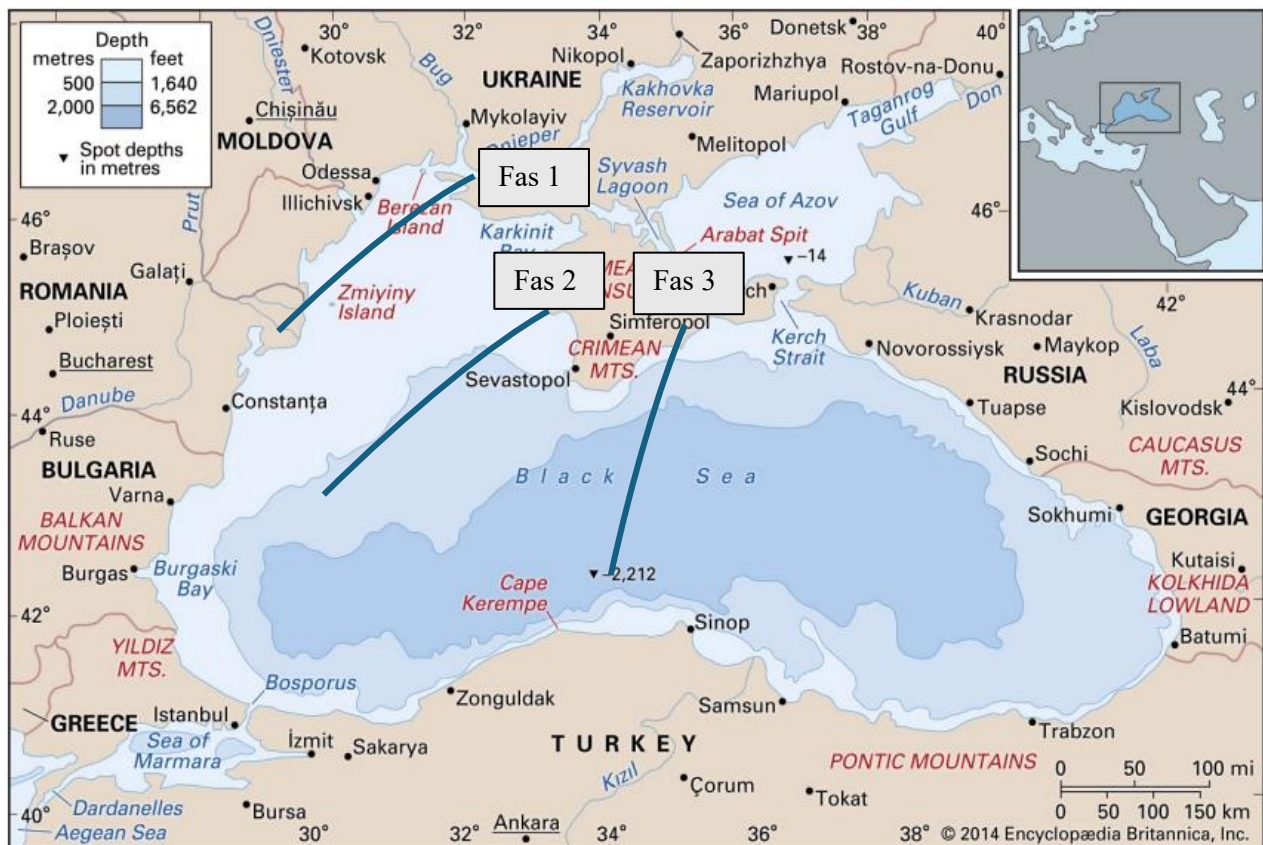 30°
32°
34°
36°
38°
40°
Depth
metres
feet
500
1,640
2,000
6,562
Spot depths
in metres
Dniester
Kotovsk
Bug
Nikopol
Zaporizhzhya
Donetsk
UKRAINE
Kakhovka
Reservoir
Rostov-na-Donu
Mariupol
Taganrog
Gulf
Don
Chişinău
MOLDOVA
Mykolayiv
Melitopol
Fas 1
Syvash
Lagoon
Odessa
Illichivsk
Berezan
Island
Sea of Azov
46°
46°
Prut
Karkinit
Arabat Spit
–14
Braşov
Galaţi
Fas 2
Fas 3
42°
ROMANIA
Zmiyiny
Island
Kuban
Krasnodar
Ploieşti
Simferopol
Kerch
Strait
Laba
Bucharest
CRIMEAN
MTS.
Novorossiysk
Maykop
Sevastopol
RUSSIA
Danube
Constanţa
Tuapse
Kislovodsk
44°
44°
Ruse
BULGARIA
Black Sea
Sochi
CAUCASUS
MTS.
Varna
Sokhumi
GEORGIA
BALKAN
MOUNTAINS
Burgas
Burgaski
Bay
Cape
Kerempe
–2,212
Kutaisi
KOLKHIDA
LOWLAND
42°
Sinop
Batumi
YILDIZ
MTS.
Bosporus
Zonguldak
Samsun
GREECE
Istanbul
Trabzon
Sea of
Marmara
İzmit
Sakarya
TURKEY
PONTIC MOUNTAINS
0 50 100 mi
Kızıl
Çorum
Tokat
0 50 100 150 km
Dardanelles
Bursa
40°
Aegean Sea
30°
32°
Ankara
34°
36°
38°
© 2014 Encyclopædia Britannica, Inc.